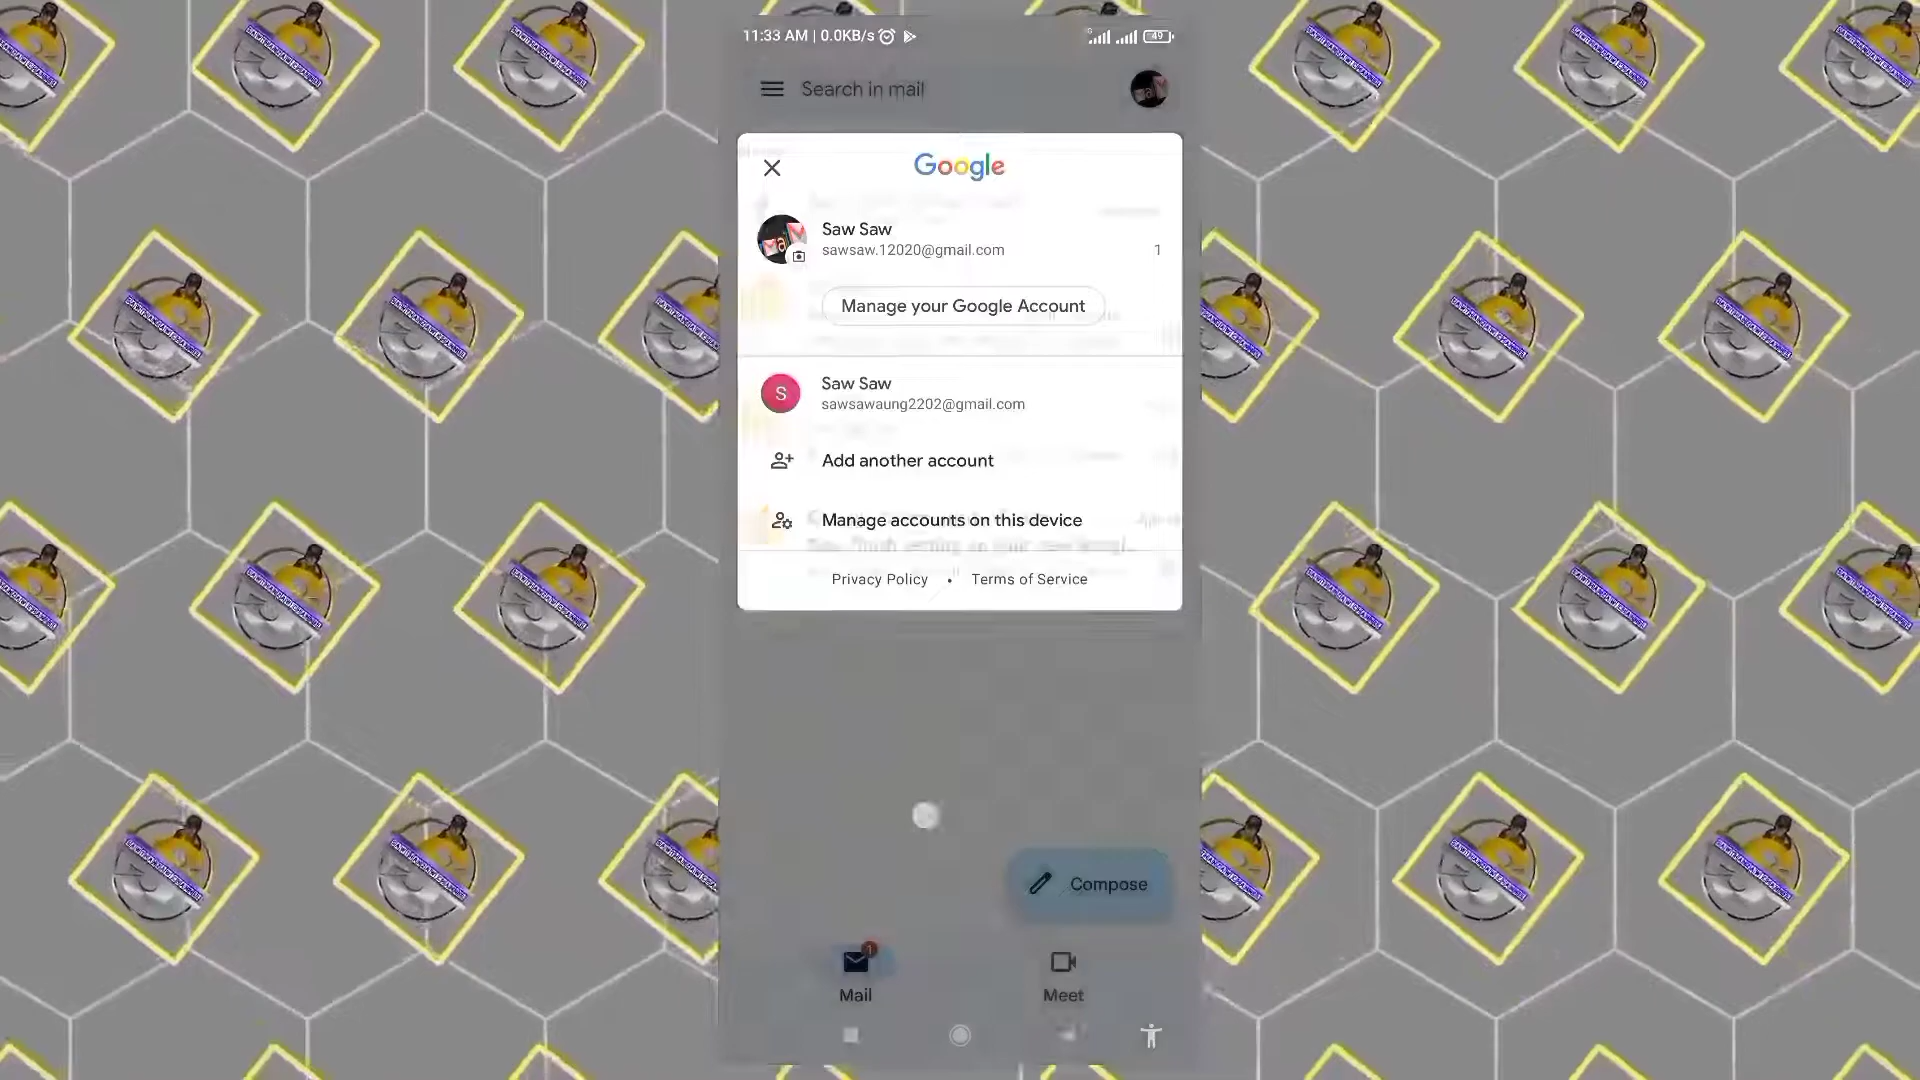 11:33 AM | 0.0KB/s
49
Search in mail
Google
Saw Saw
sawsaw.12020@gmail.com
1
Manage your Google Account
S
Saw Saw
sawsawaung2202@gmail.com
Add another account
Manage accounts on this device
Privacy Policy • Terms of Service
Compose
1
Mail
Meet